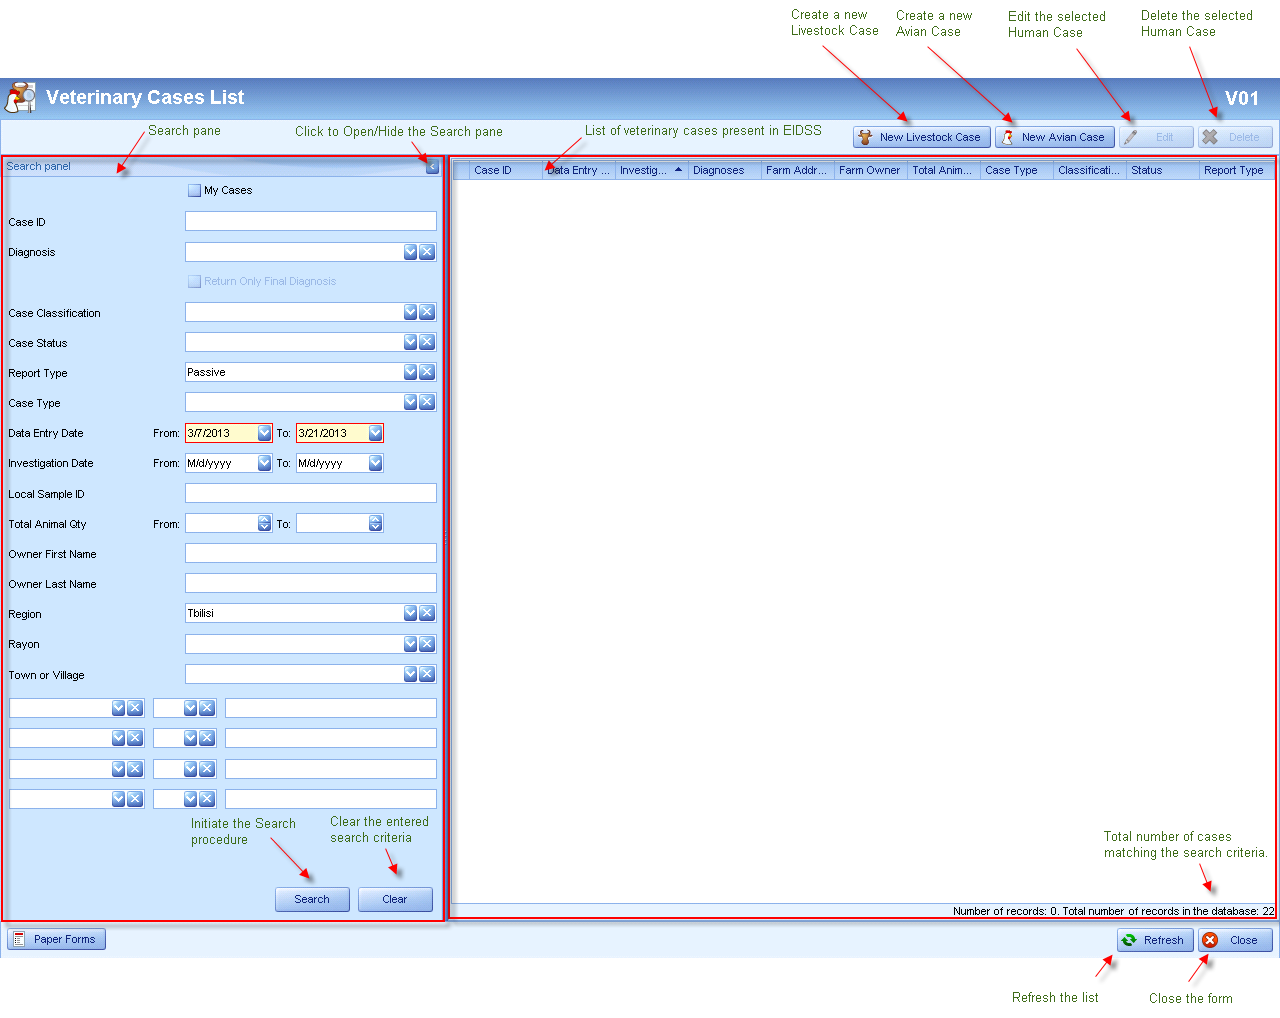 Create a new
Livestock Case
Create a new
Avian Case
Edit the selected
Human Case
Delete the selected
Human Case
Veterinary Cases List
V01
Search pane
Click to Open/Hide the Search pane
List of veterinary cases present in EIDSS
New Livestock Case
New Avian Case
Edit
Delete
Search panel
Case ID
Data Entry ...
Investig...
Diagnoses
Farm Addr...
Farm Owner
Total Anim...
Case Type
Classificati...
Status
Report Type
My Cases
Case ID
Diagnosis
Return Only Final Diagnosis
Case Classification
Case Status
Report Type Passive
Case Type
Data Entry Date From: 3/7/2013 To: 3/21/2013
Investigation Date From: M/d/yyyy To: M/d/yyyy
Local Sample ID
Total Animal Qty From: To:
Owner First Name
Owner Last Name
Region Tbilisi
Rayon
Town or Village
Initiate the Search
procedure
Clear the entered
search criteria
Search
Clear
Total number of cases
matching the search criteria.
Number of records: 0. Total number of records in the database: 22
Paper Forms
Refresh
Close
Refresh the list
Close the form